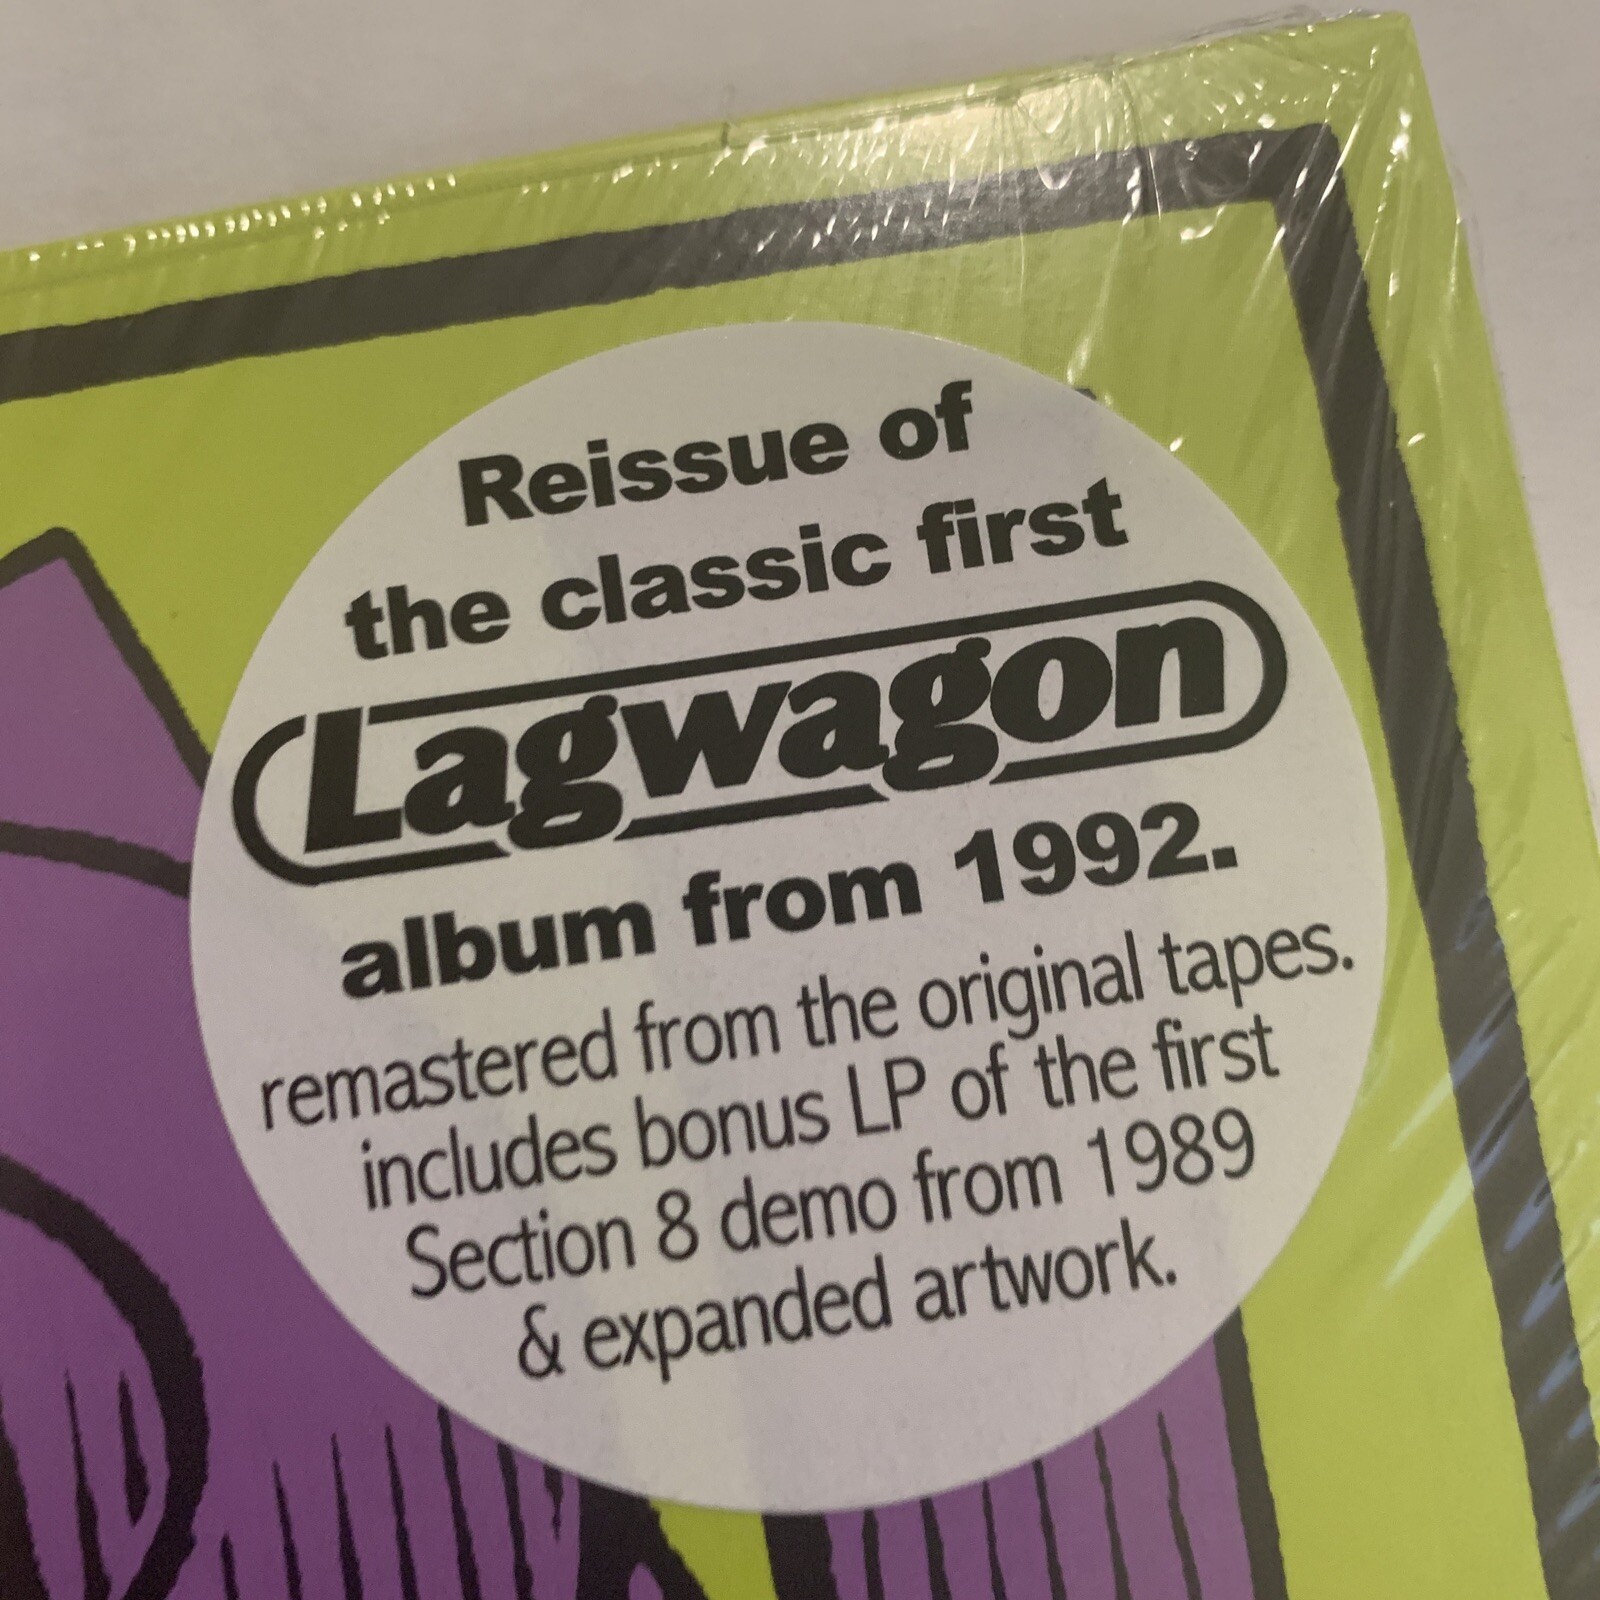 Reissue of
the classic first
Lagwagon
album from 1992.
remastered from the original tapes.
includes bonus LP of the first
Section 8 demo from 1989
& expanded artwork.